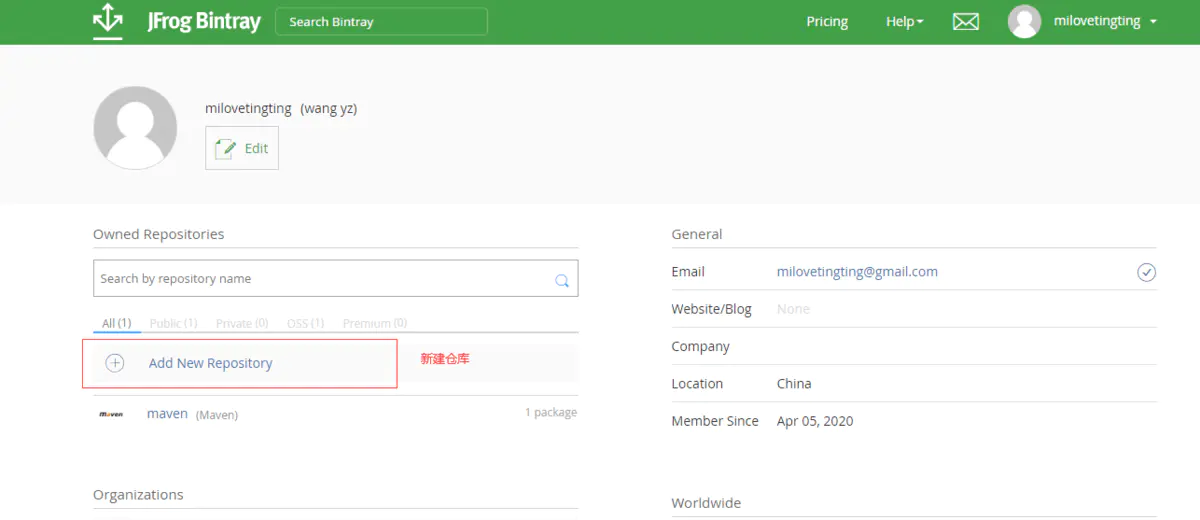 JFrog Bintray
Search Bintray
Pricing
Help
milovetingting
milovetingting (wang yz)
Edit
Owned Repositories
Search by repository name
All (1) Public (1) Private (0) OSS (1) Premium (0)
Add New Repository
新建仓库
maven maven (Maven) 1 package
Organizations
General
Email milovetingting@gmail.com
Website/Blog None
Company
Location China
Member Since Apr 05, 2020
Worldwide